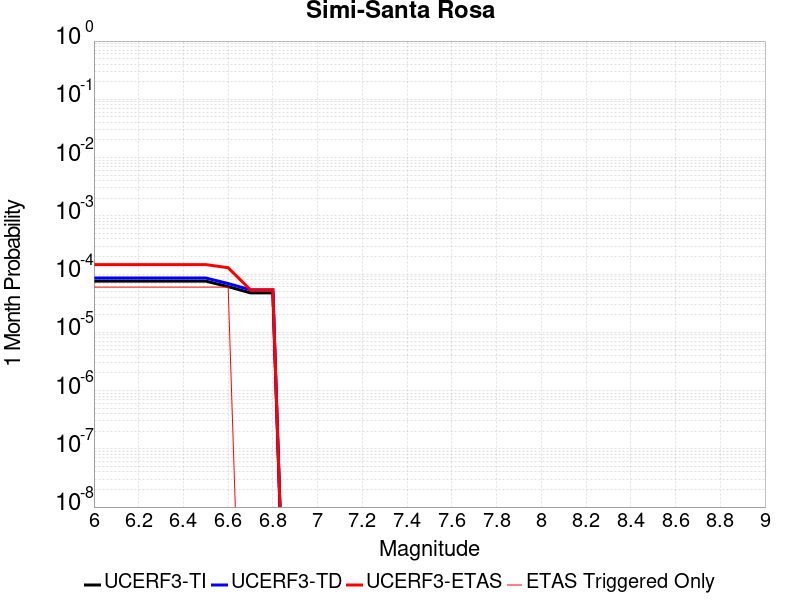 Simi-Santa Rosa
10^0
10^-1
10^-2
10^-3
10^-4
10^-5
10^-6
10^-7
10^-8
1 Month Probability
6 6.2 6.4 6.6 6.8 7 7.2 7.4 7.6 7.8 8 8.2 8.4 8.6 8.8 9
Magnitude
UCERF3-TI UCERF3-TD UCERF3-ETAS ETAS Triggered Only